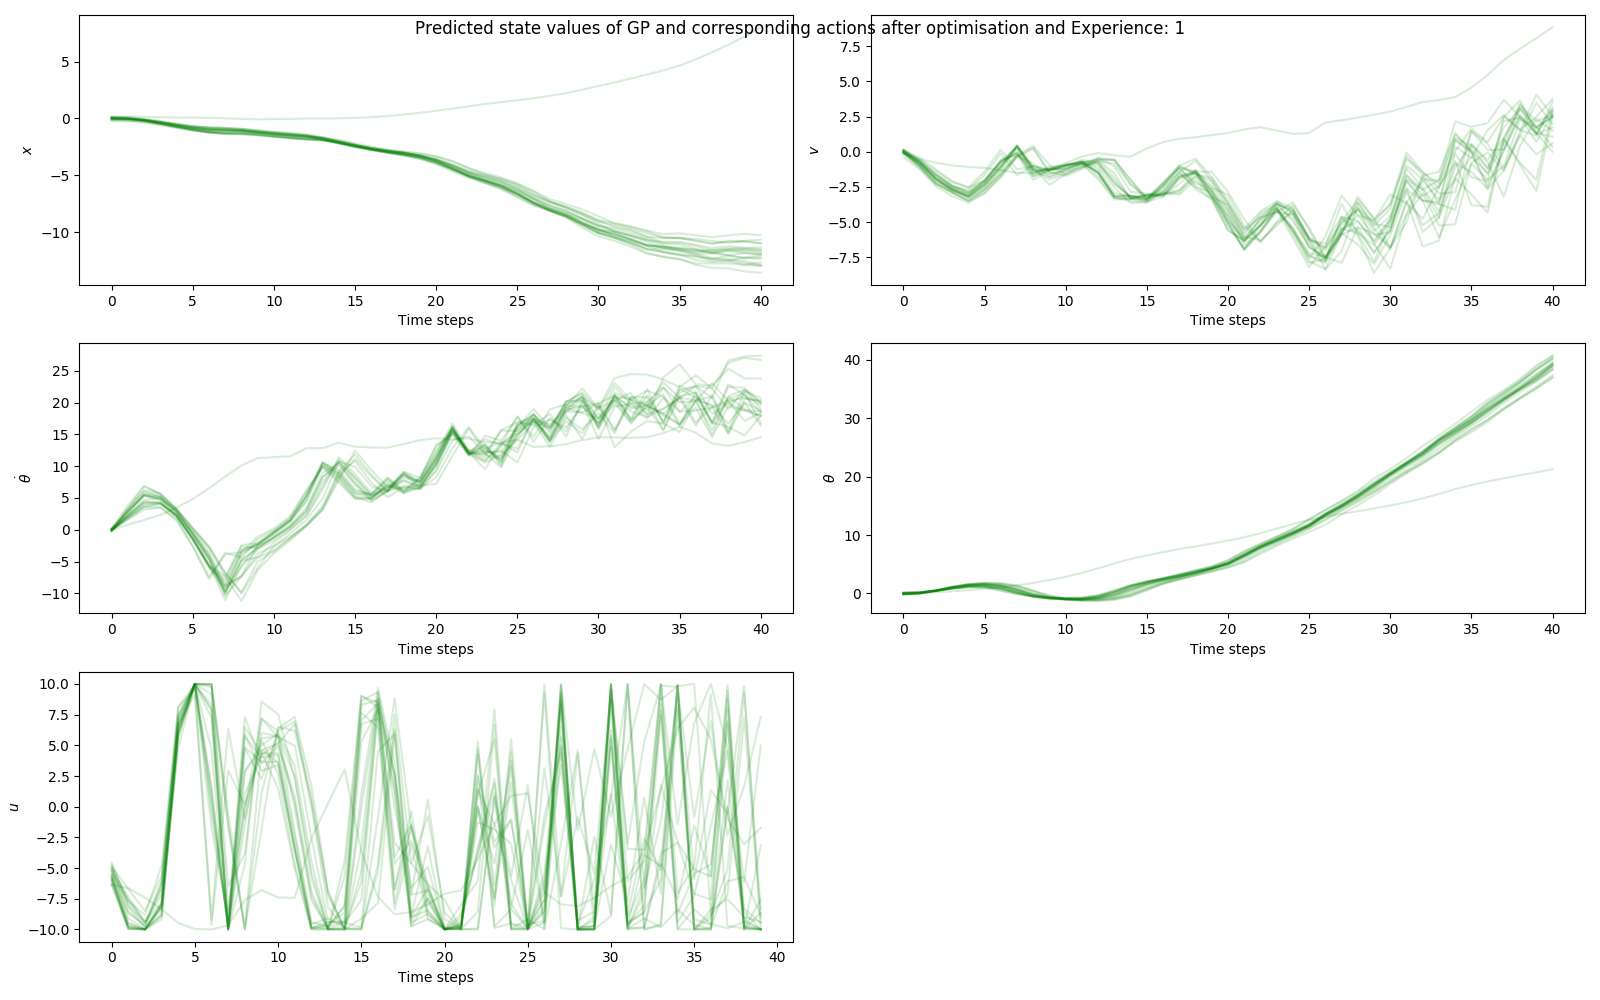 Predicted state values of GP and corresponding actions after optimisation and Experience: 1
5
0
−5
−10
x
0 5 10 15 20 25 30 35 40
Time steps
7.5
5.0
2.5
0.0
−2.5
−5.0
−7.5
v
0 5 10 15 20 25 30 35 40
Time steps
25
20
15
10
5
0
−5
−10
θ̇
0 5 10 15 20 25 30 35 40
Time steps
40
30
20
10
0
θ
0 5 10 15 20 25 30 35 40
Time steps
10.0
7.5
5.0
2.5
0.0
−2.5
−5.0
−7.5
−10.0
u
0 5 10 15 20 25 30 35 40
Time steps